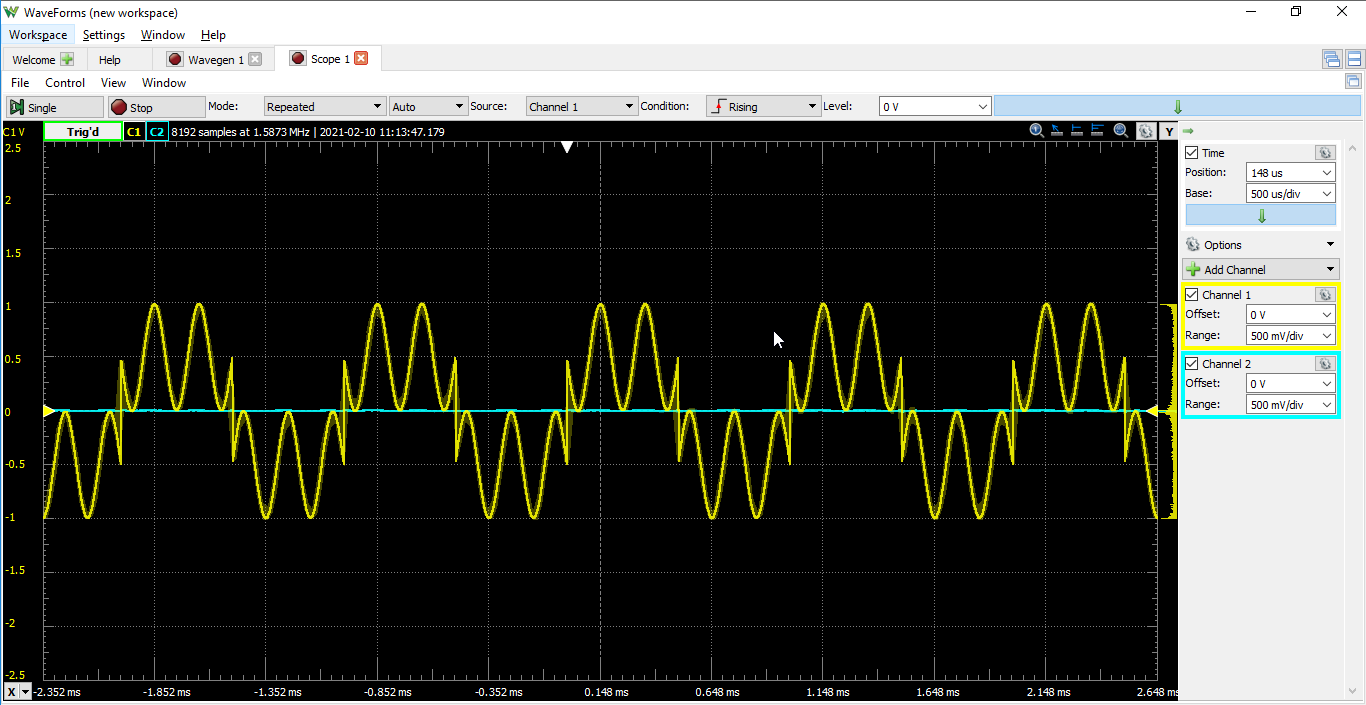 WaveForms (new workspace)
Workspace Settings Window Help
Welcome Help Wavegen 1 Scope 1
File Control View Window
Single Stop Mode: Repeated Auto Source: Channel 1 Condition: Rising Level: 0 V
C1 V Trig'd C1 C2 8192 samples at 1.5873 MHz | 2021-02-10 11:13:47.179 Y
2.5
2
1.5
1
0.5
0
-0.5
-1
-1.5
-2
-2.5
X -2.352 ms -1.852 ms -1.352 ms -0.852 ms -0.352 ms 0.148 ms 0.648 ms 1.148 ms 1.648 ms 2.148 ms 2.648 ms
Time
Position: 148 us
Base: 500 us/div
Options
Add Channel
Channel 1
Offset: 0 V
Range: 500 mV/div
Channel 2
Offset: 0 V
Range: 500 mV/div